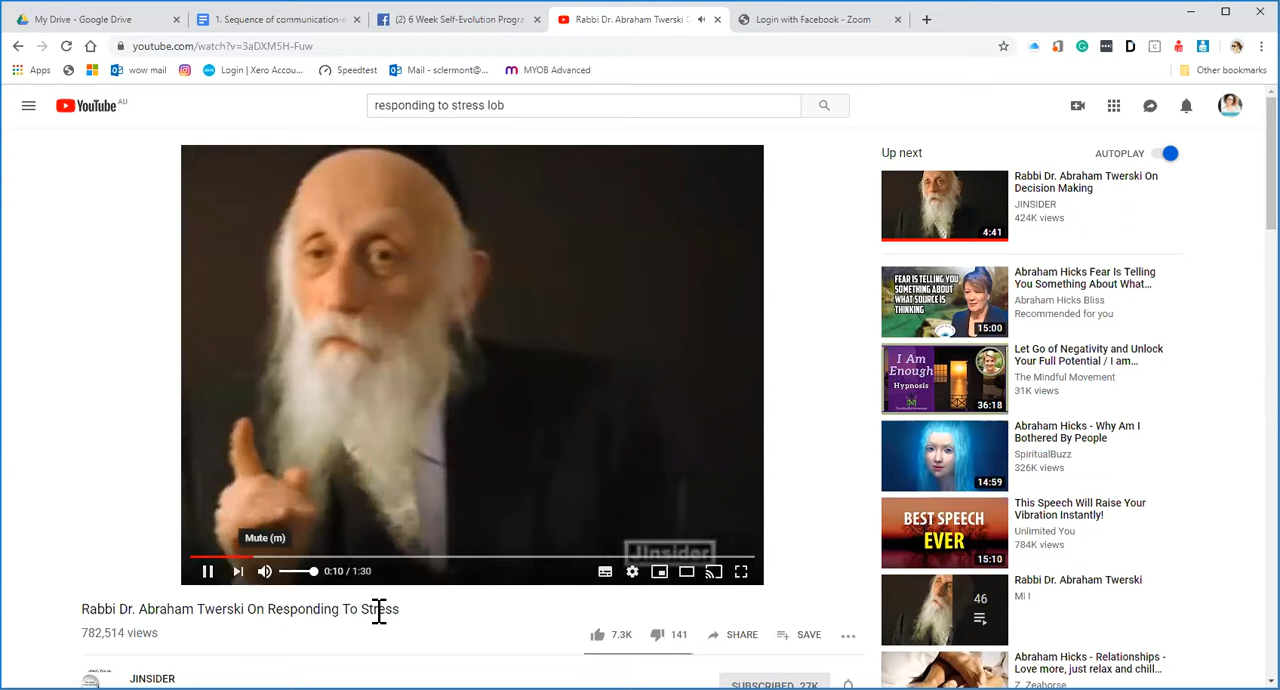 My Drive - Google Drive
1. Sequence of communication-
(2) 6 Week Self-Evolution Progra
Rabbi Dr. Abraham Twerski
Login with Facebook - Zoom
youtube.com/watch?v=3aDXM5H-Fuw
Apps
wow mail
Login | Xero Accou...
Speedtest
Mail - sclermont@...
MYOB Advanced
Other bookmarks
YouTube AU
responding to stress lob
Up next
AUTOPLAY
Rabbi Dr. Abraham Twerski On
Decision Making
JINSIDER
424K views
4:41
FEAR IS TELLING YOU
SOMETHING ABOUT
WHAT SOURCE IS
THINKING
15:00
Abraham Hicks Fear Is Telling
You Something About What...
Abraham Hicks Bliss
Recommended for you
I Am
Enough
Hypnosis
36:18
Let Go of Negativity and Unlock
Your Full Potential / I am...
The Mindful Movement
31K views
14:59
Abraham Hicks - Why Am I
Bothered By People
SpiritualBuzz
326K views
BEST SPEECH
EVER
15:10
This Speech Will Raise Your
Vibration Instantly!
Unlimited You
784K views
46
Rabbi Dr. Abraham Twerski
Mi I
Abraham Hicks - Relationships -
Love more, just relax and chill...
Z. Zeahorse
Mute (m)
JInsider
0:10 / 1:30
Rabbi Dr. Abraham Twerski On Responding To Stress
782,514 views
7.3K
141
SHARE
SAVE
JINSIDER
SUBSCRIBED 27K